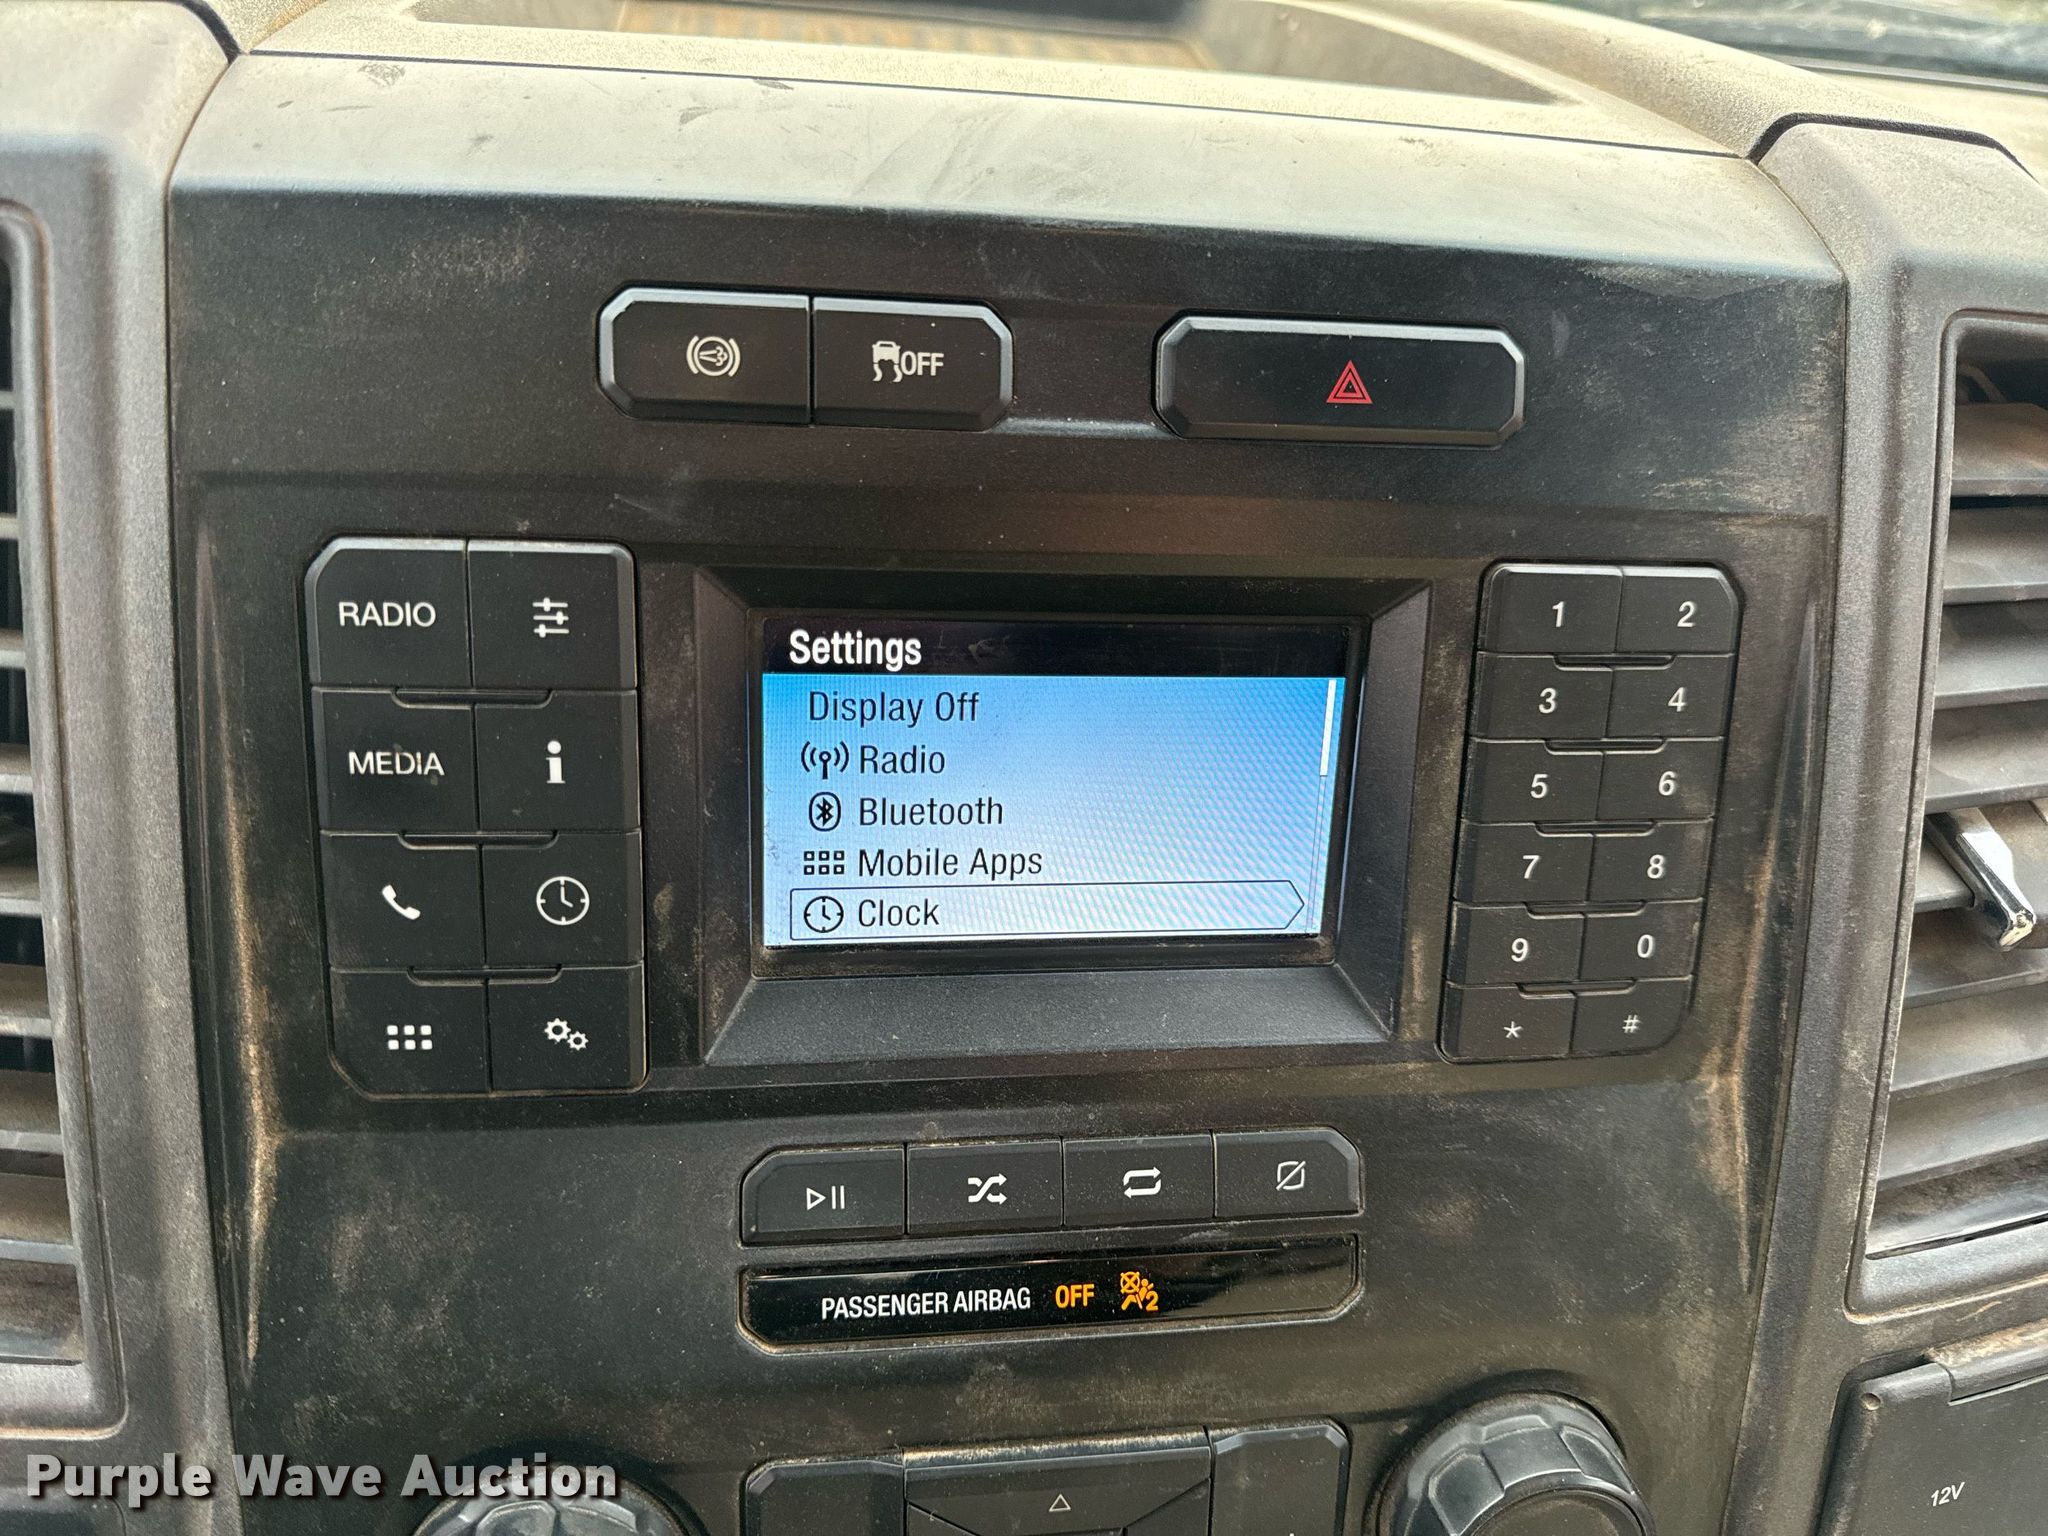 OFF
RADIO
MEDIA
i
Settings
Display Off
Radio
Bluetooth
Mobile Apps
Clock
1 2
3 4
5 6
7 8
9 0
* #
PASSENGER AIRBAG OFF 2
12V
Purple Wave Auction